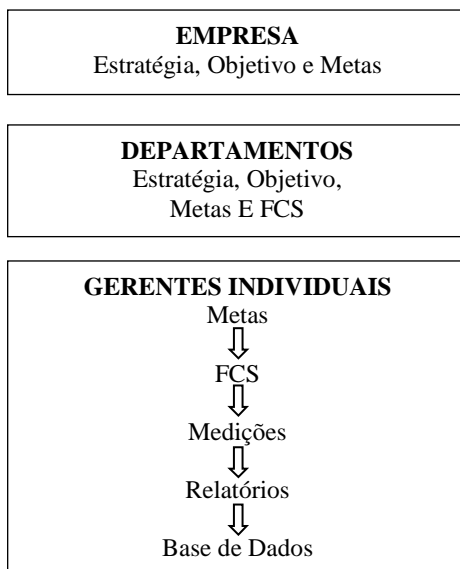 EMPRESA
Estratégia, Objetivo e Metas
DEPARTAMENTOS
Estratégia, Objetivo,
Metas E FCS
GERENTES INDIVIDUAIS
Metas
FCS
Medições
Relatórios
Base de Dados